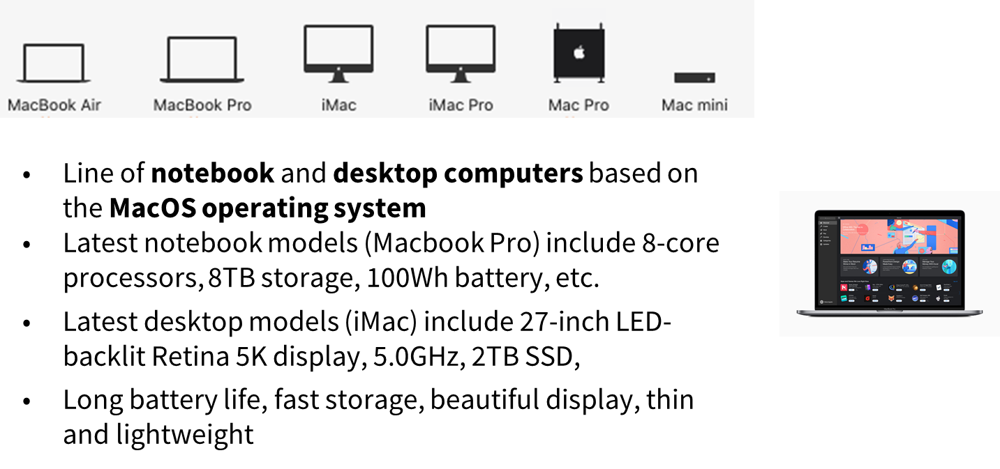 MacBook Air MacBook Pro iMac iMac Pro Mac Pro Mac mini
• Line of notebook and desktop computers based on
the MacOS operating system
• Latest notebook models (Macbook Pro) include 8-core
processors, 8TB storage, 100Wh battery, etc.
• Latest desktop models (iMac) include 27-inch LED-
backlit Retina 5K display, 5.0GHz, 2TB SSD,
• Long battery life, fast storage, beautiful display, thin
and lightweight